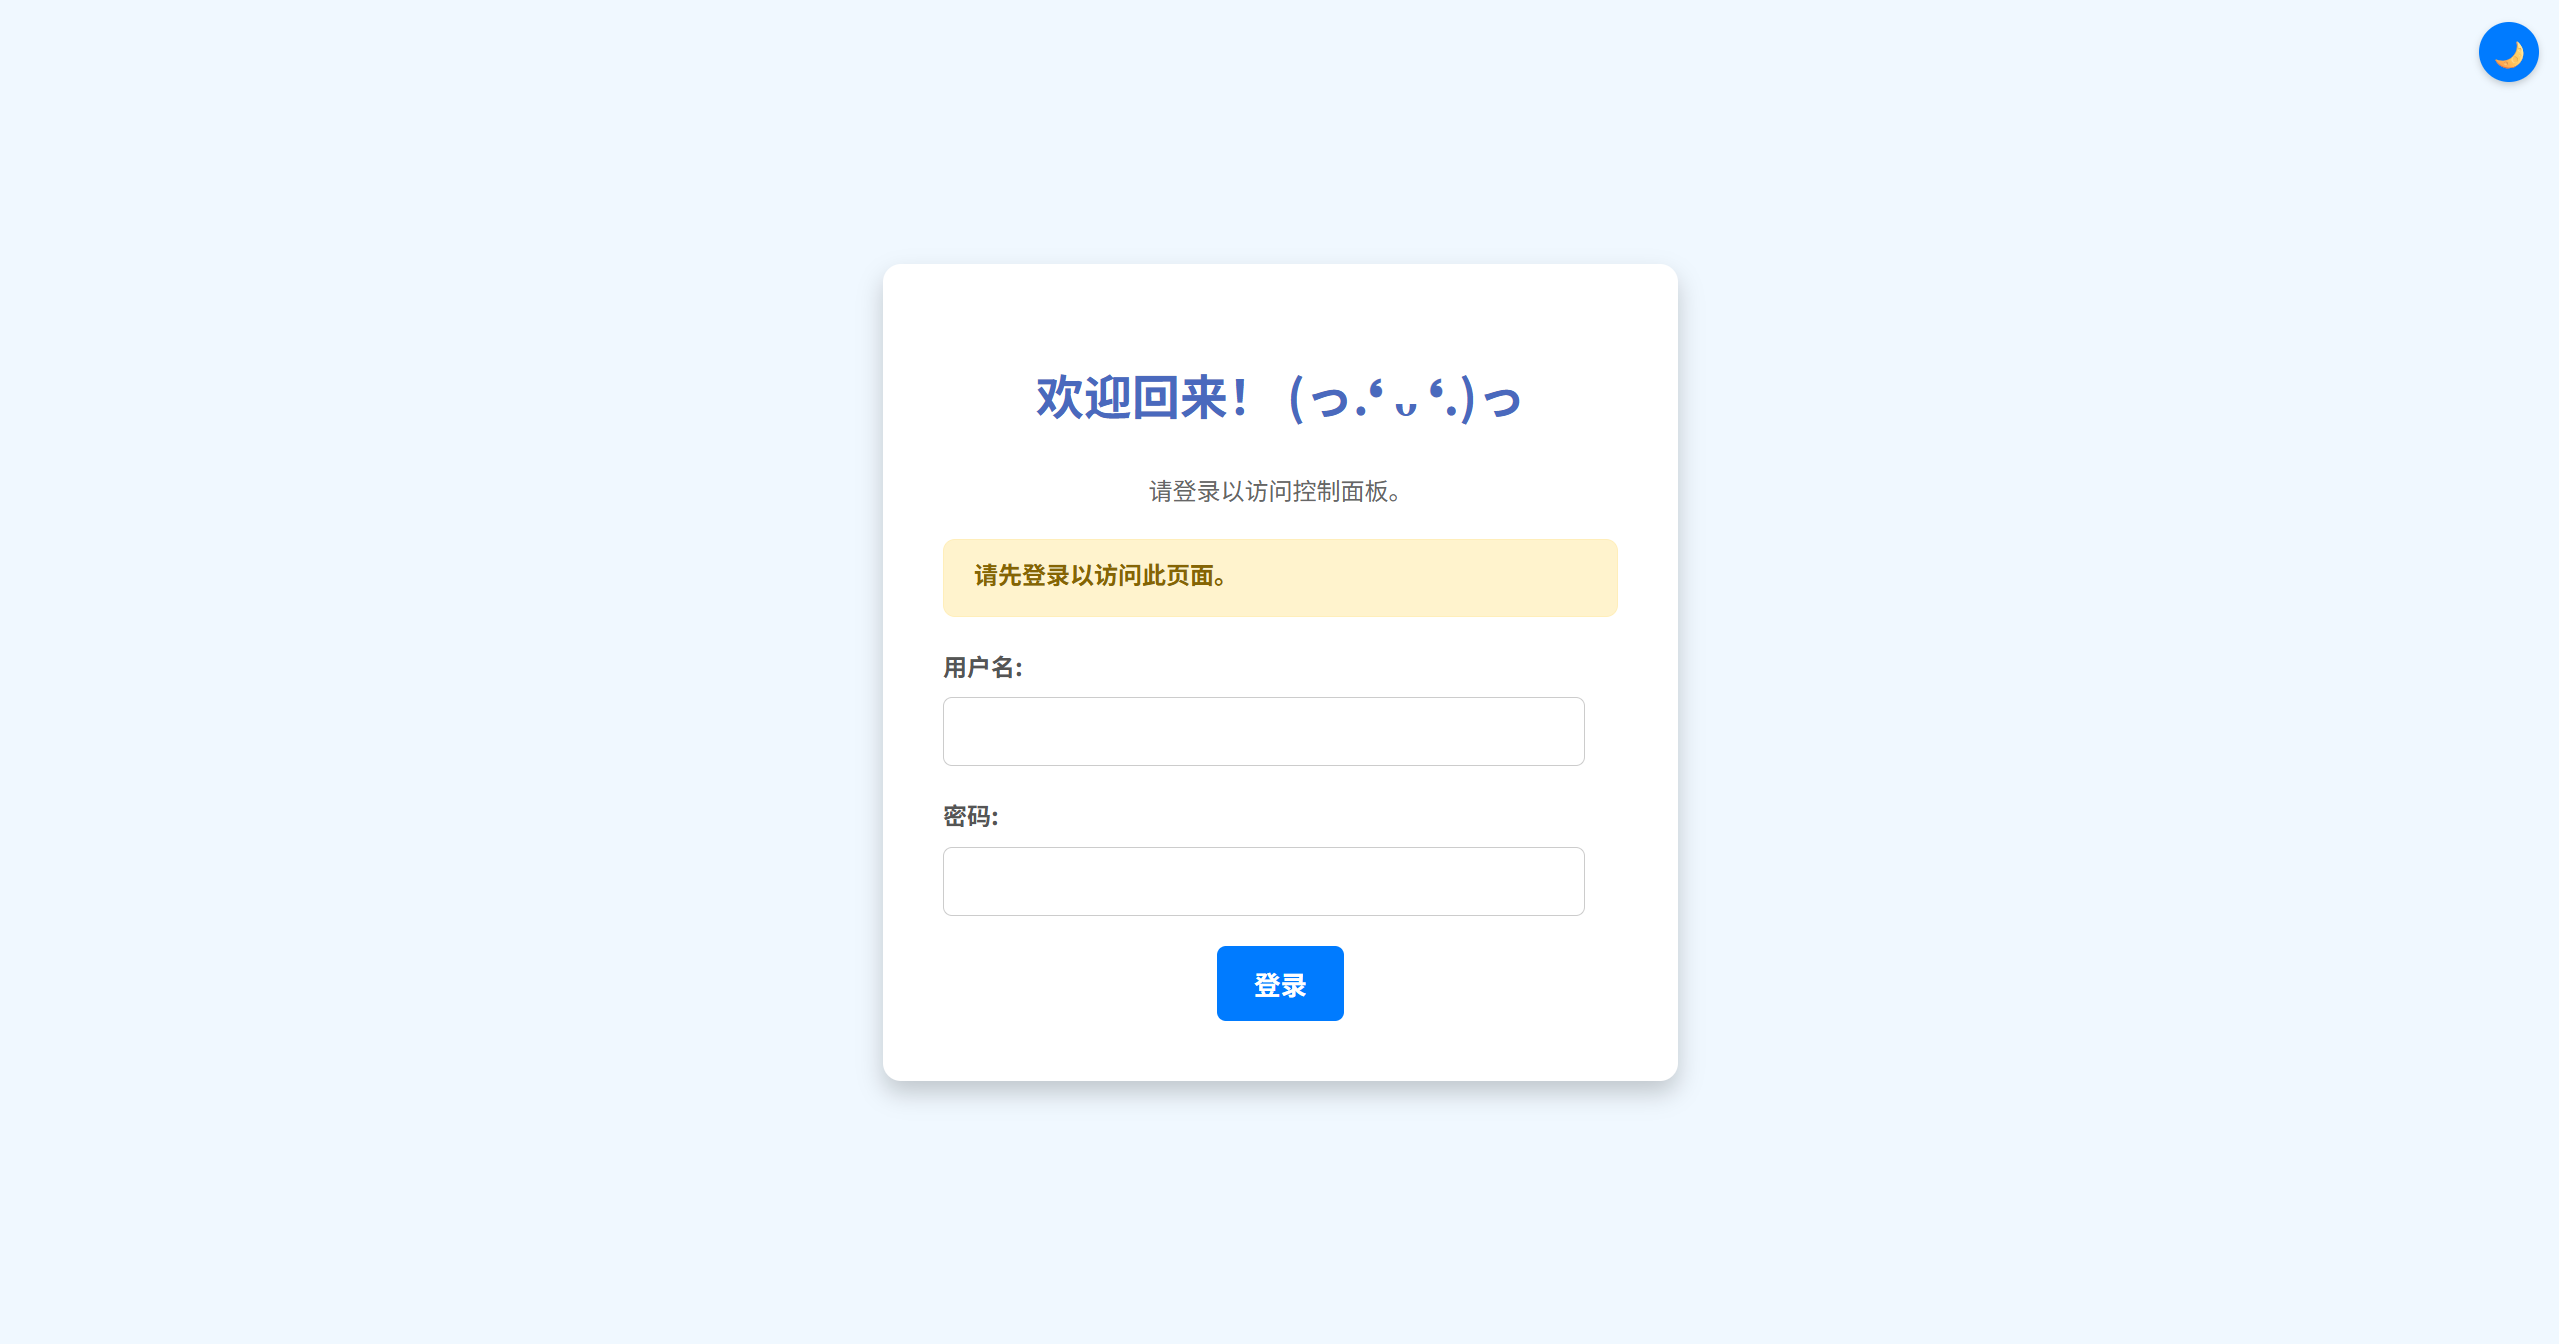 欢迎回来！ (っ.❛ ᴗ ❛.)っ
请登录以访问控制面板。
请先登录以访问此页面。
用户名:
密码:
登录